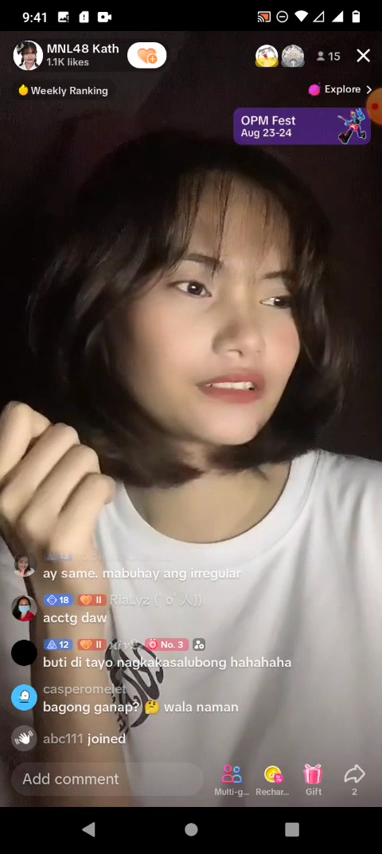 9:41
MNL48 Kath
1.1K likes
15
Weekly Ranking
Explore
OPM Fest
Aug 23-24
ay same. mabuhay ang irregular
18
II
acctg daw
12
II
No. 3
buti di tayo nagkakasalubong hahahaha
casperomelet
bagong ganap? 🤔 wala naman
abc111 joined
Add comment
Multi-g...
Rechar...
Gift
2